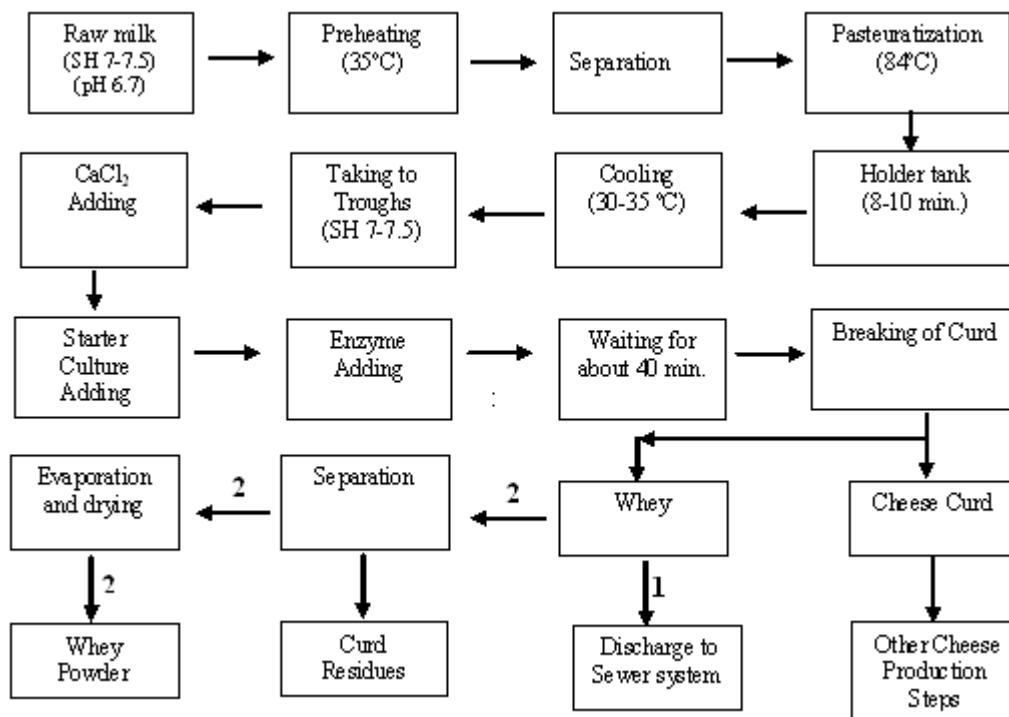 Raw milk
(SH 7-7.5)
(pH 6.7)
Preheating
(35°C)
Separation
Pasteuratization
(84°C)
CaCl₂
Adding
Taking to
Troughs
(SH 7-7.5)
Cooling
(30-35 °C)
Holder tank
(8-10 min.)
Starter
Culture
Adding
Enzyme
Adding
:
Waiting for
about 40 min.
Breaking of Curd
Evaporation
and drying
2
Separation
2
Whey
Cheese Curd
2
1
Whey
Powder
Curd
Residues
Discharge to
Sewer system
Other Cheese
Production
Steps